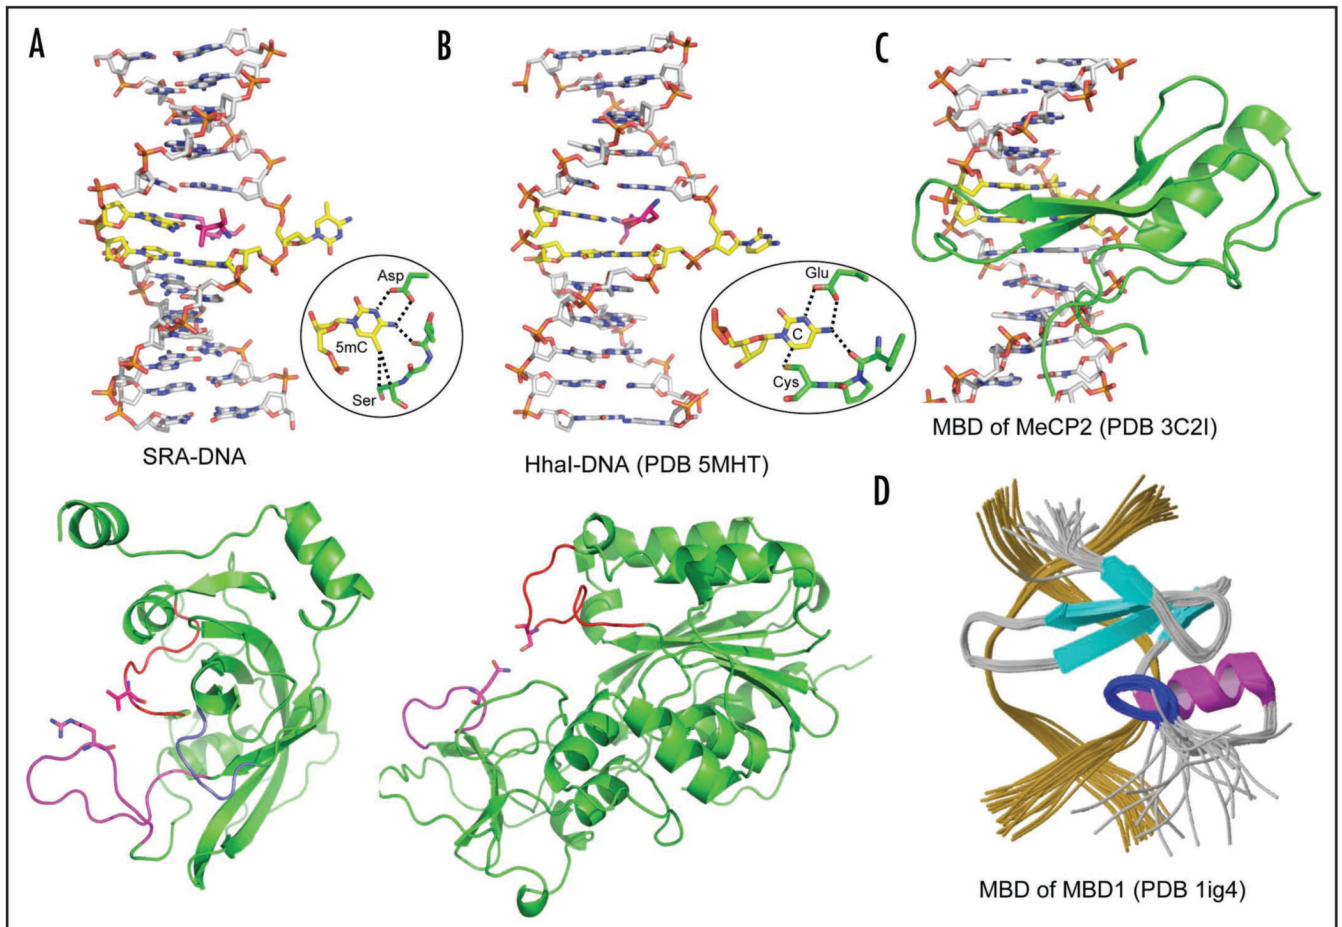 A
B
C
Asp
5mC
Ser
Glu
C
Cys
MBD of MeCP2 (PDB 3C2I)
SRA-DNA
HhaI-DNA (PDB 5MHT)
D
MBD of MBD1 (PDB 1ig4)